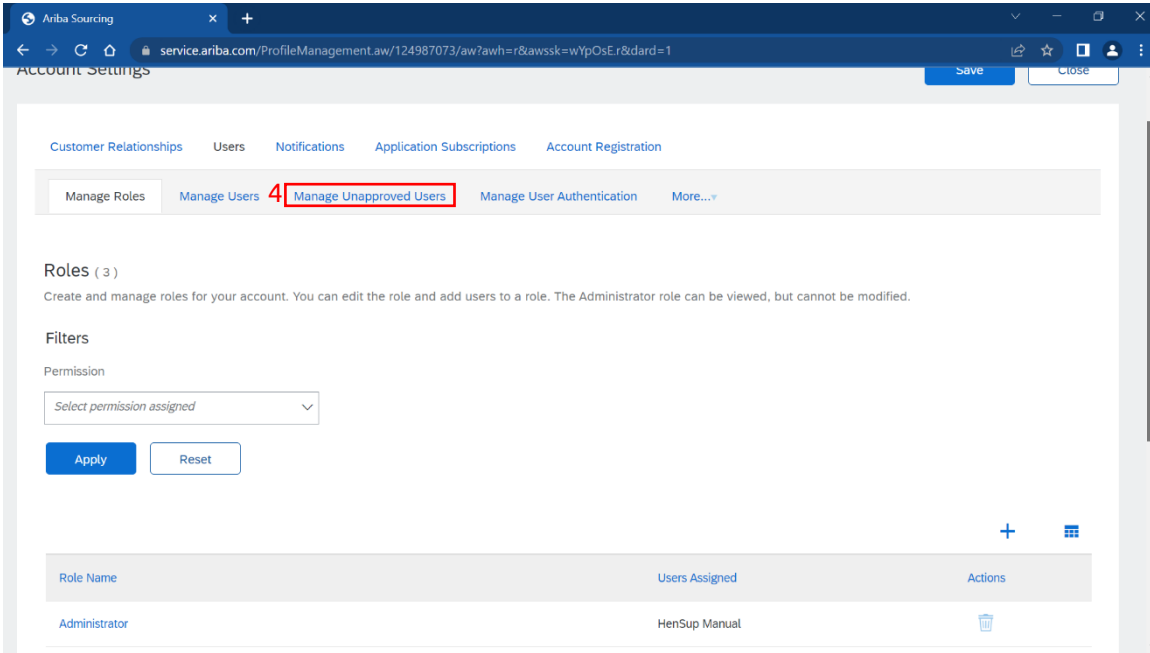 Ariba Sourcing
service.ariba.com/ProfileManagement.aw/124987073/aw?awh=r&awssk=wYpOsE.r&dard=1
Account Settings
Save
Close
Customer Relationships Users Notifications Application Subscriptions Account Registration
Manage Roles Manage Users 4 Manage Unapproved Users Manage User Authentication More...
Roles (3)
Create and manage roles for your account. You can edit the role and add users to a role. The Administrator role can be viewed, but cannot be modified.
Filters
Permission
Select permission assigned
Apply Reset
Role Name Users Assigned Actions
Administrator HenSup Manual